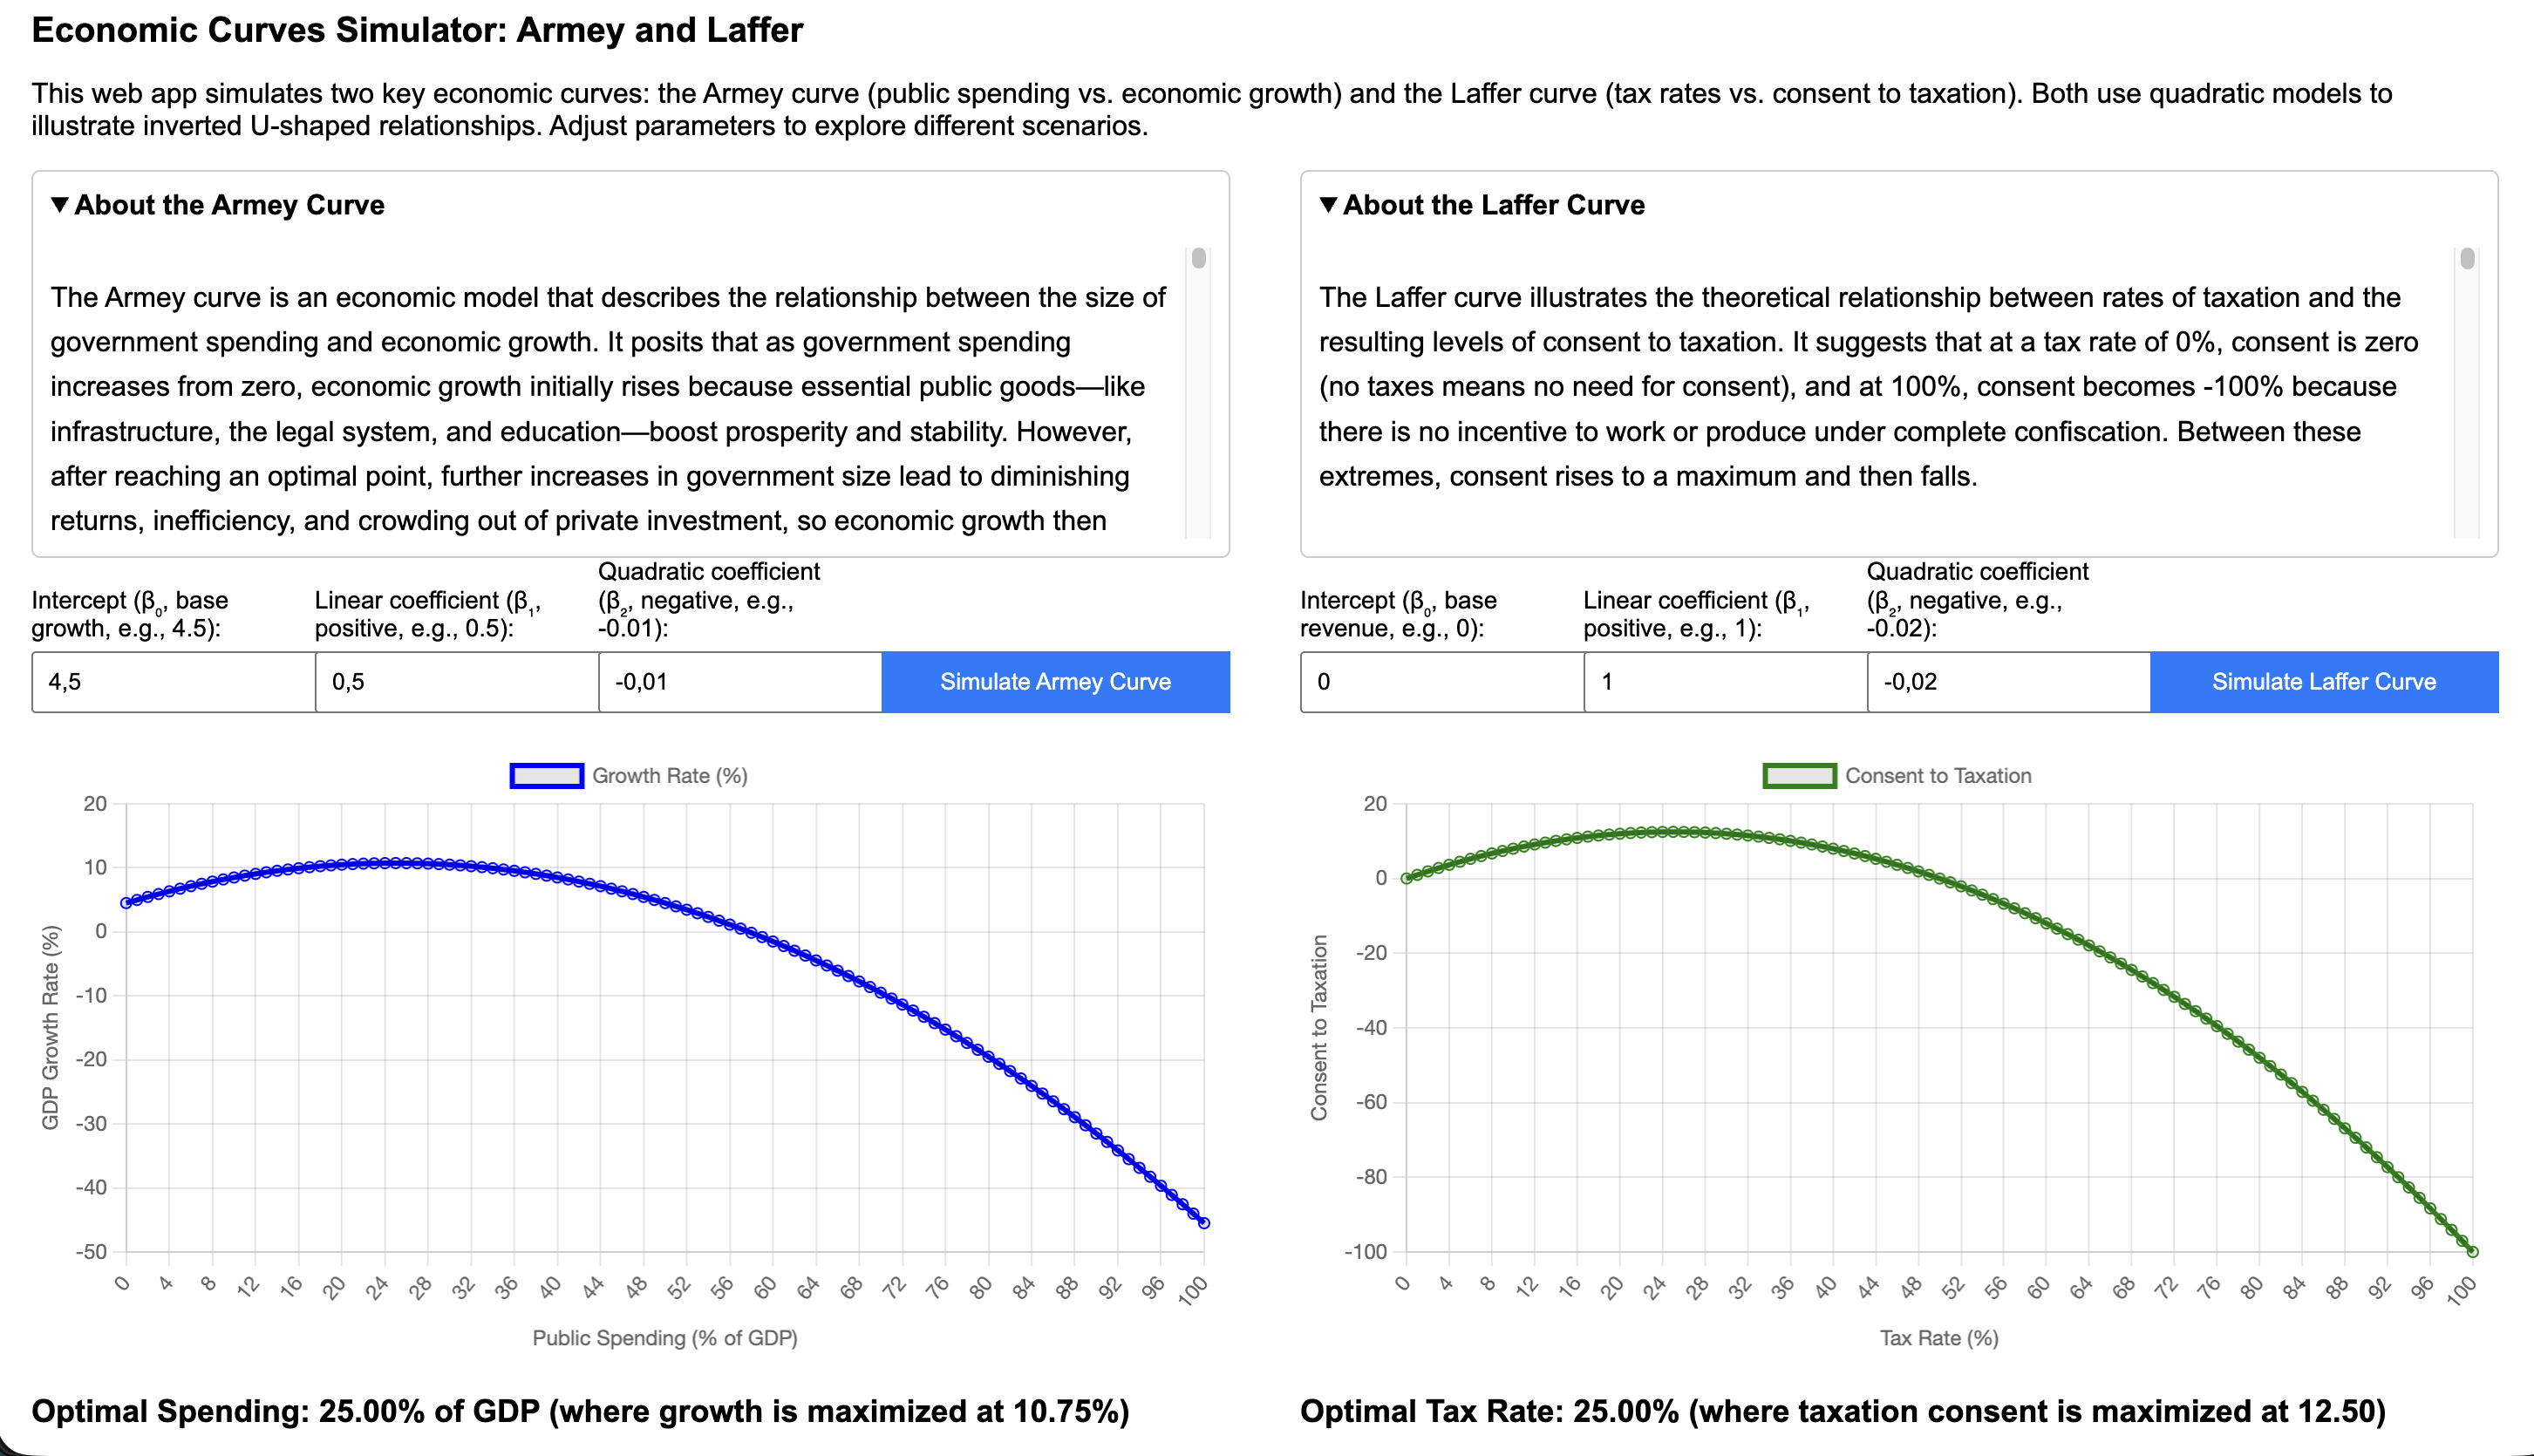 Economic Curves Simulator: Armey and Laffer
This web app simulates two key economic curves: the Armey curve (public spending vs. economic growth) and the Laffer curve (tax rates vs. consent to taxation). Both use quadratic models to
illustrate inverted U-shaped relationships. Adjust parameters to explore different scenarios.
▼ About the Armey Curve
The Armey curve is an economic model that describes the relationship between the size of
government spending and economic growth. It posits that as government spending
increases from zero, economic growth initially rises because essential public goods—like
infrastructure, the legal system, and education—boost prosperity and stability. However,
after reaching an optimal point, further increases in government size lead to diminishing
returns, inefficiency, and crowding out of private investment, so economic growth then
Intercept (β₀, base
growth, e.g., 4.5):
Linear coefficient (β₁,
positive, e.g., 0.5):
Quadratic coefficient
(β₂, negative, e.g.,
-0.01):
4,5
0,5
-0,01
Simulate Armey Curve
Growth Rate (%)
GDP Growth Rate (%)
20
10
0
-10
-20
-30
-40
-50
0 4 8 12 16 20 24 28 32 36 40 44 48 52 56 60 64 68 72 76 80 84 88 92 96 100
Public Spending (% of GDP)
Optimal Spending: 25.00% of GDP (where growth is maximized at 10.75%)
▼ About the Laffer Curve
The Laffer curve illustrates the theoretical relationship between rates of taxation and the
resulting levels of consent to taxation. It suggests that at a tax rate of 0%, consent is zero
(no taxes means no need for consent), and at 100%, consent becomes -100% because
there is no incentive to work or produce under complete confiscation. Between these
extremes, consent rises to a maximum and then falls.
Intercept (β₀, base
revenue, e.g., 0):
Linear coefficient (β₁,
positive, e.g., 1):
Quadratic coefficient
(β₂, negative, e.g.,
-0.02):
0
1
-0,02
Simulate Laffer Curve
Consent to Taxation
Consent to Taxation
20
0
-20
-40
-60
-80
-100
0 4 8 12 16 20 24 28 32 36 40 44 48 52 56 60 64 68 72 76 80 84 88 92 96 100
Tax Rate (%)
Optimal Tax Rate: 25.00% (where taxation consent is maximized at 12.50)